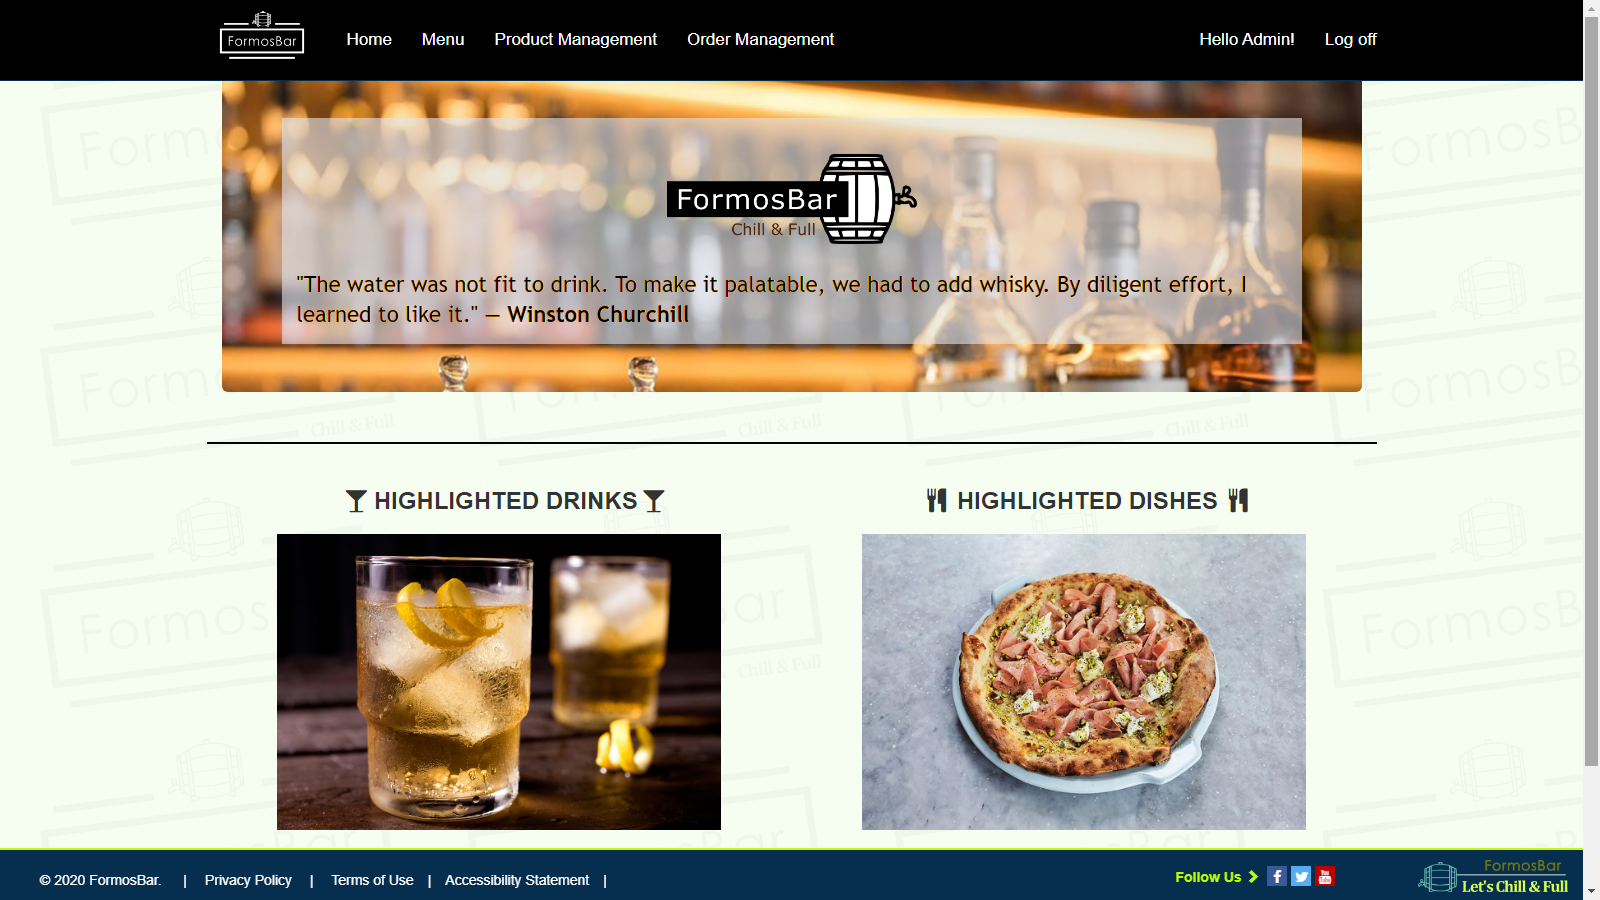 FormosBar
Home
Menu
Product Management
Order Management
Hello Admin!
Log off
FormosBar
Chill & Full
"The water was not fit to drink. To make it palatable, we had to add whisky. By diligent effort, I
learned to like it." — Winston Churchill
HIGHLIGHTED DRINKS
HIGHLIGHTED DISHES
© 2020 FormosBar. | Privacy Policy | Terms of Use | Accessibility Statement |
Follow Us
You Tube
FormosBar
Let's Chill & Full